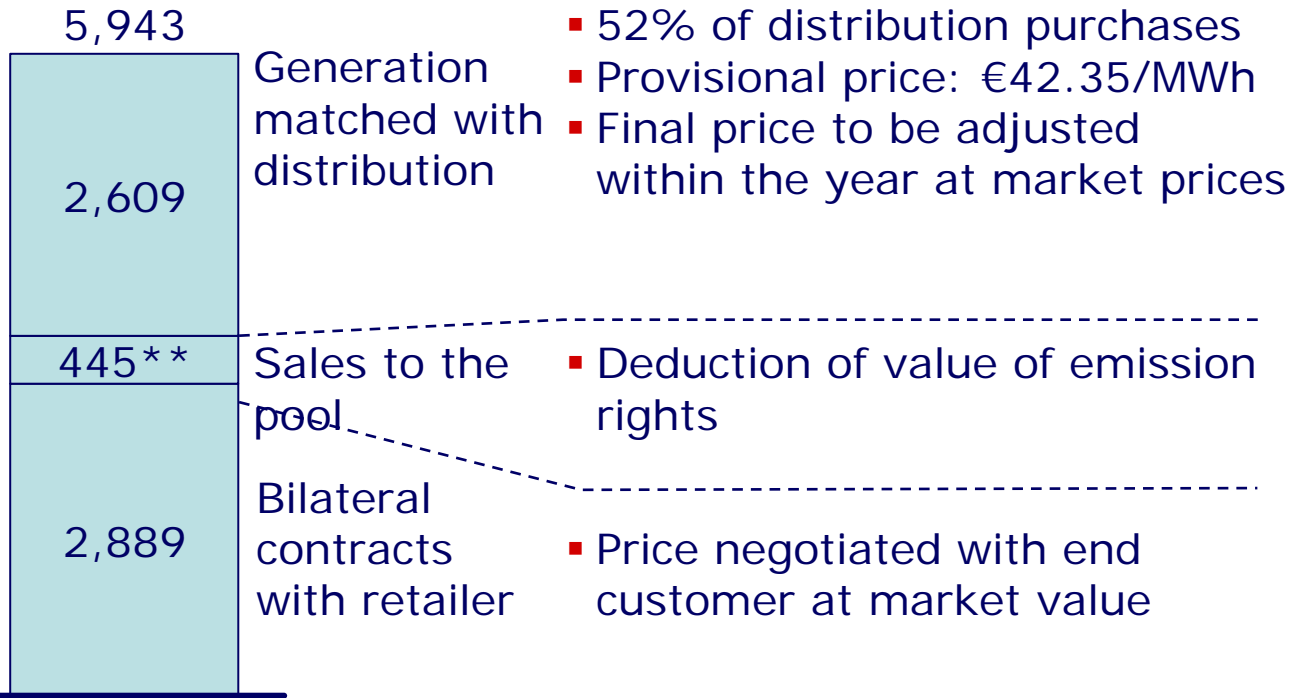 5,943
2,609
445**
2,889
Generation
matched with
distribution
▪ 52% of distribution purchases
▪ Provisional price: €42.35/MWh
▪ Final price to be adjusted
within the year at market prices
Sales to the
pool
▪ Deduction of value of emission
rights
Bilateral
contracts
with retailer
▪ Price negotiated with end
customer at market value